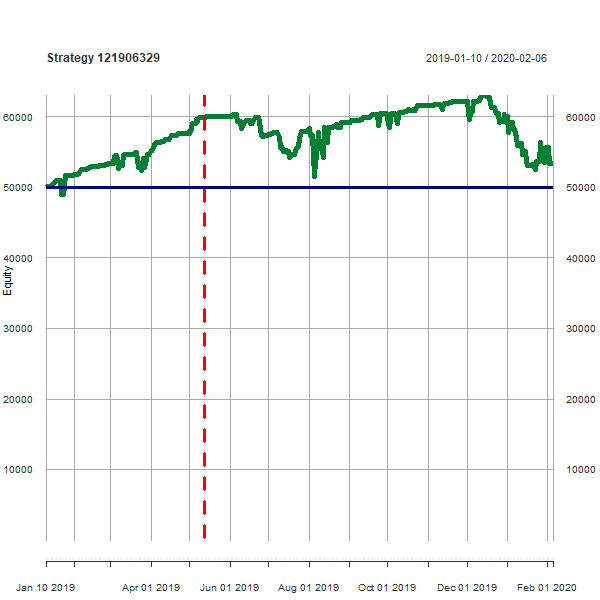 Strategy 121906329
2019-01-10 / 2020-02-06
60000
60000
50000
50000
40000
40000
Equity
30000
30000
20000
20000
10000
10000
Jan 10 2019
Apr 01 2019
Jun 01 2019
Aug 01 2019
Oct 01 2019
Dec 01 2019
Feb 01 2020